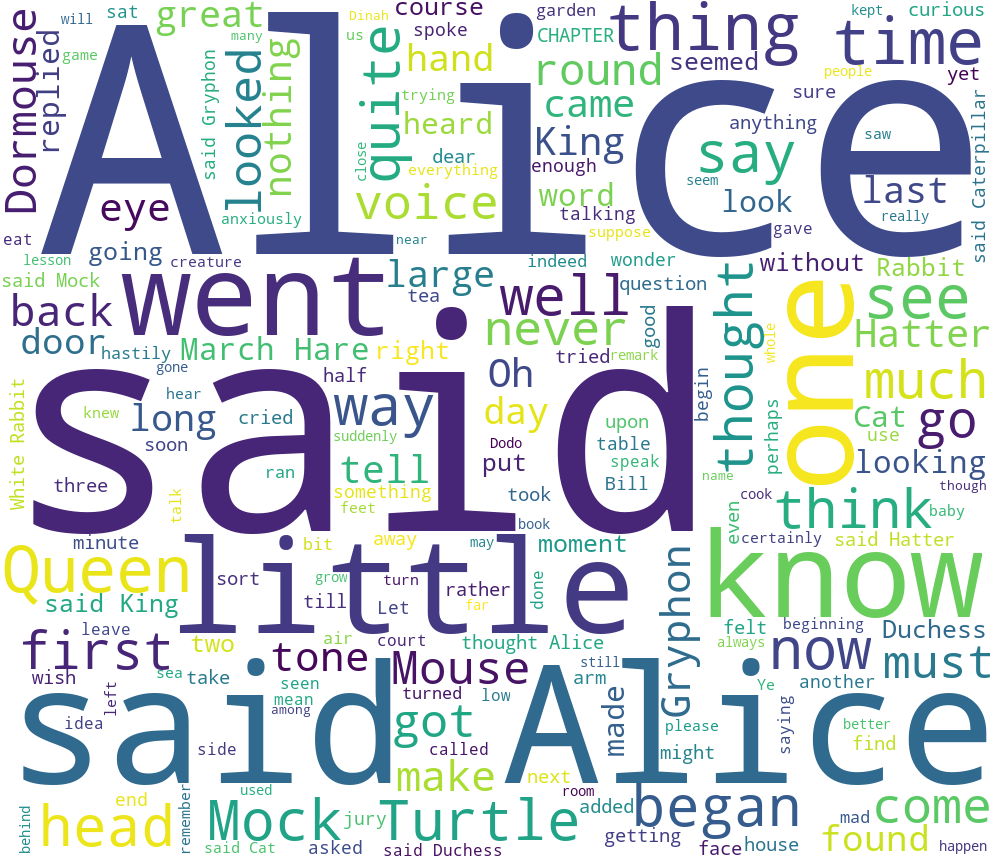 will sat great Dinah us course spoke garden CHAPTER thing kept curious
game many Alice hand round seemed people time yet
Dormouse replied said Gryphon looked nothing quite trying heard came sure anything saw
close dear King enough say said Caterpillar
everything word seem look last really
eye voice talking gave
anxiously suppose
eat going near
lesson creature indeed wonder without
said Mock went large tea well question thought one Rabbit see
back never good Hatter
door hastily March Hare right tried remark whole
gone half Oh much
White Rabbit hear way day begin Cat go
knew long cried upon perhaps use
soon suddenly Dodo table looking
said ran tell put speak name
three something Bill though
talk feet took cook think baby
book even
minute bit away may moment certainly said Hatter
Queen little know
sort grow turn rather done Gryphon
said King till Let far felt beginning Duchess
leave two air court thought Alice always
first tone Mouse still now must
wish sea take seen turned low arm made Ye another
left mean
idea among said Alice please saying better
side called got might find
make next
end used room
behind head remember Mock jury Turtle added began mad come
asked getting found
said Cat said Duchess face house happen